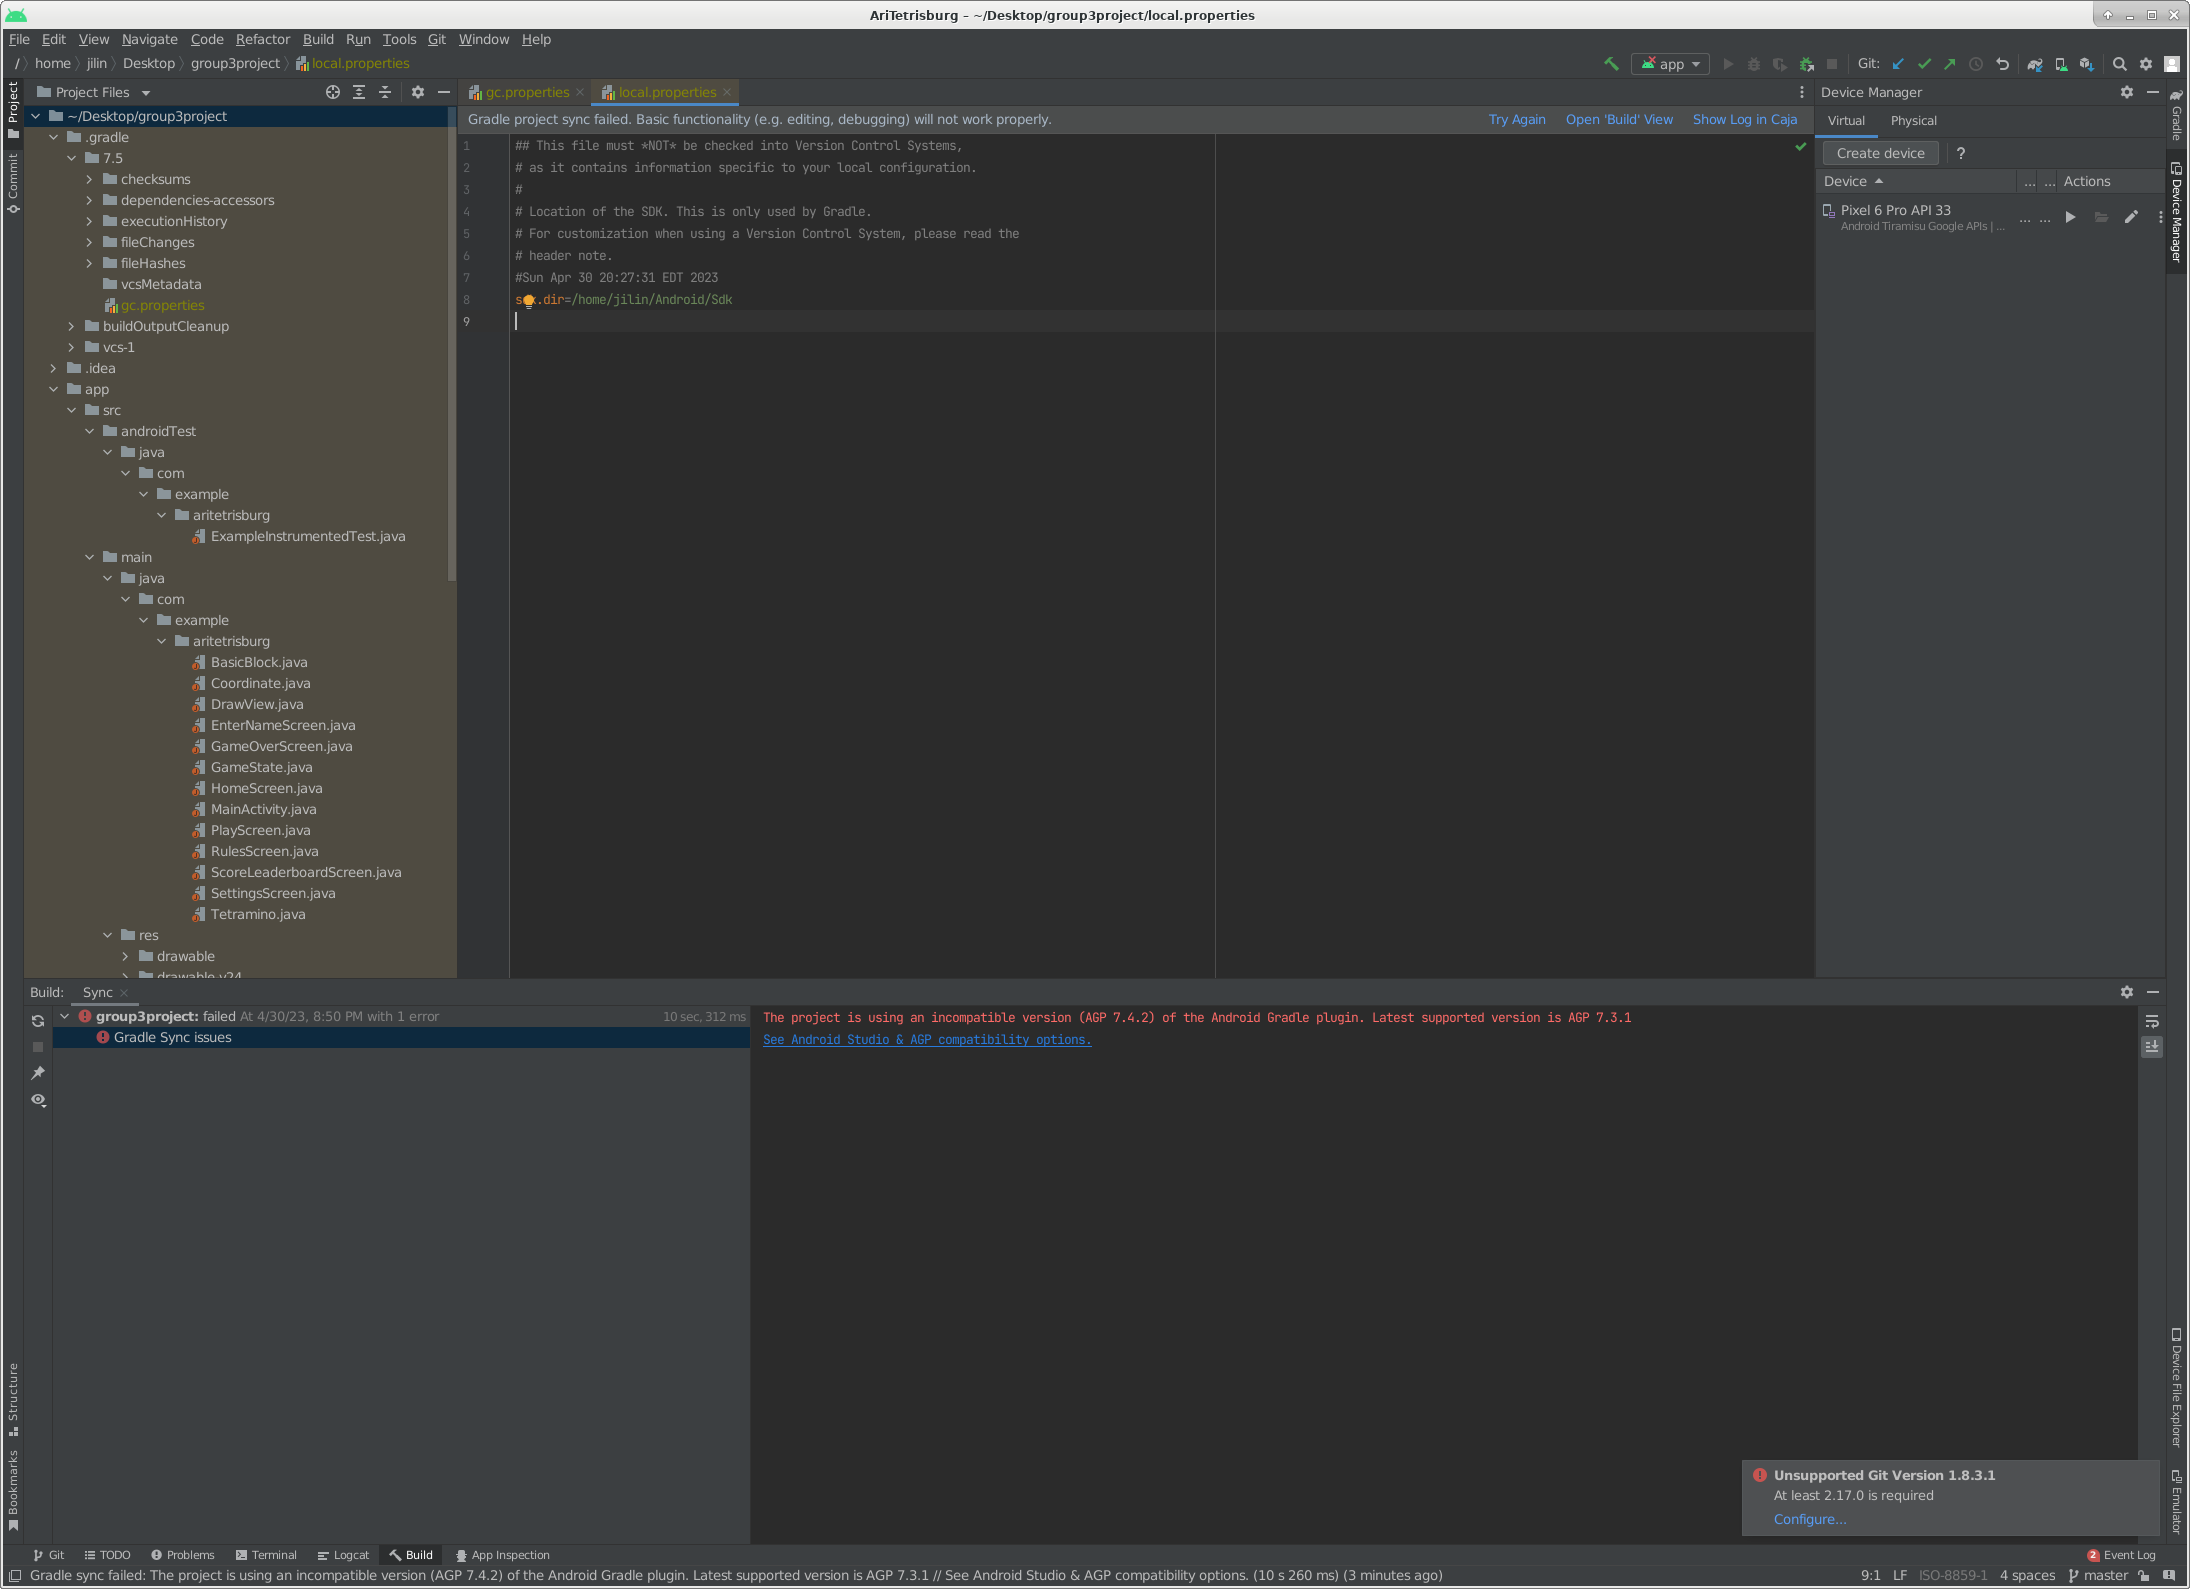 AriTetrisburg – ~/Desktop/group3project/local.properties
File Edit View Navigate Code Refactor Build Run Tools Git Window Help
/ home jilin Desktop group3project local.properties
app
Git:
Project
Commit
Structure
Bookmarks
Project Files
~/Desktop/group3project
.gradle
7.5
checksums
dependencies-accessors
executionHistory
fileChanges
fileHashes
vcsMetadata
gc.properties
buildOutputCleanup
vcs-1
.idea
app
src
androidTest
java
com
example
aritetrisburg
ExampleInstrumentedTest.java
main
java
com
example
aritetrisburg
BasicBlock.java
Coordinate.java
DrawView.java
EnterNameScreen.java
GameOverScreen.java
GameState.java
HomeScreen.java
MainActivity.java
PlayScreen.java
RulesScreen.java
ScoreLeaderboardScreen.java
SettingsScreen.java
Tetramino.java
res
drawable
drawable-v24
gc.properties local.properties
Gradle project sync failed. Basic functionality (e.g. editing, debugging) will not work properly. Try Again Open 'Build' View Show Log in Caja
1 ## This file must *NOT* be checked into Version Control Systems,
2 # as it contains information specific to your local configuration.
3 #
4 # Location of the SDK. This is only used by Gradle.
5 # For customization when using a Version Control System, please read the
6 # header note.
7 #Sun Apr 30 20:27:31 EDT 2023
8 s .dir=/home/jilin/Android/Sdk
9
Device Manager
Virtual Physical
Create device ?
Device ... ... Actions
Pixel 6 Pro API 33 ... ...
Android Tiramisu Google APIs | ...
Gradle
Device Manager
Device File Explorer
Emulator
Build: Sync
group3project: failed At 4/30/23, 8:50 PM with 1 error 10 sec, 312 ms
Gradle Sync issues
The project is using an incompatible version (AGP 7.4.2) of the Android Gradle plugin. Latest supported version is AGP 7.3.1
See Android Studio & AGP compatibility options.
Unsupported Git Version 1.8.3.1
At least 2.17.0 is required
Configure...
Git TODO Problems Terminal Logcat Build App Inspection 2 Event Log
Gradle sync failed: The project is using an incompatible version (AGP 7.4.2) of the Android Gradle plugin. Latest supported version is AGP 7.3.1 // See Android Studio & AGP compatibility options. (10 s 260 ms) (3 minutes ago) 9:1 LF ISO-8859-1 4 spaces master